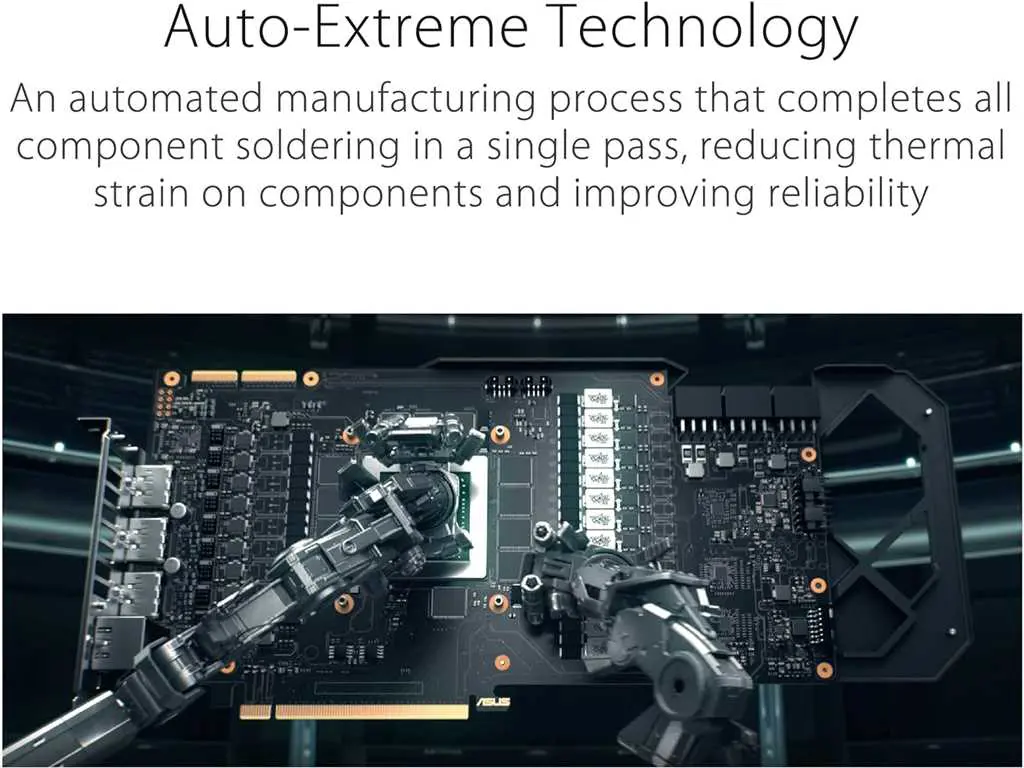 Auto-Extreme Technology
An automated manufacturing process that completes all
component soldering in a single pass, reducing thermal
strain on components and improving reliability
ASUS